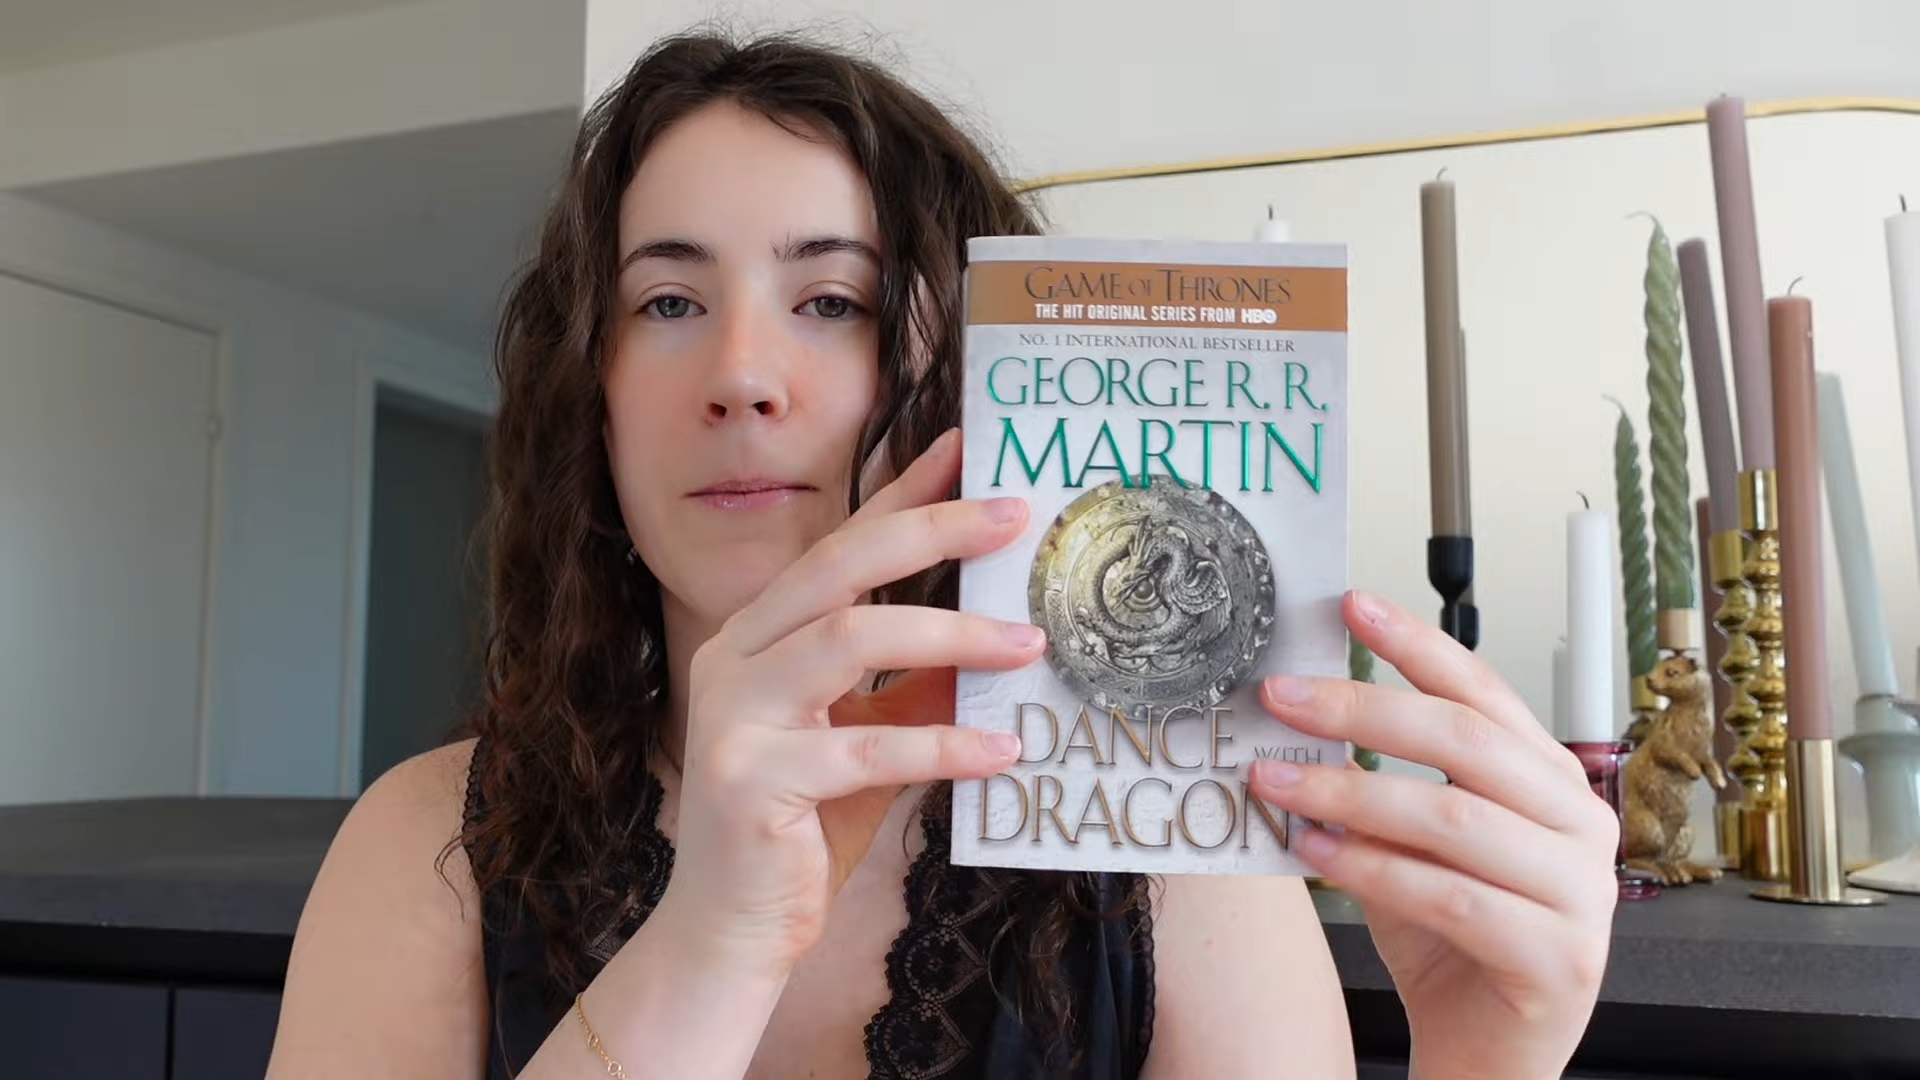 GAME OF THRONES
THE HIT ORIGINAL SERIES FROM HBO
NO. 1 INTERNATIONAL BESTSELLER
GEORGE R. R.
MARTIN
DANCE WITH
DRAGON